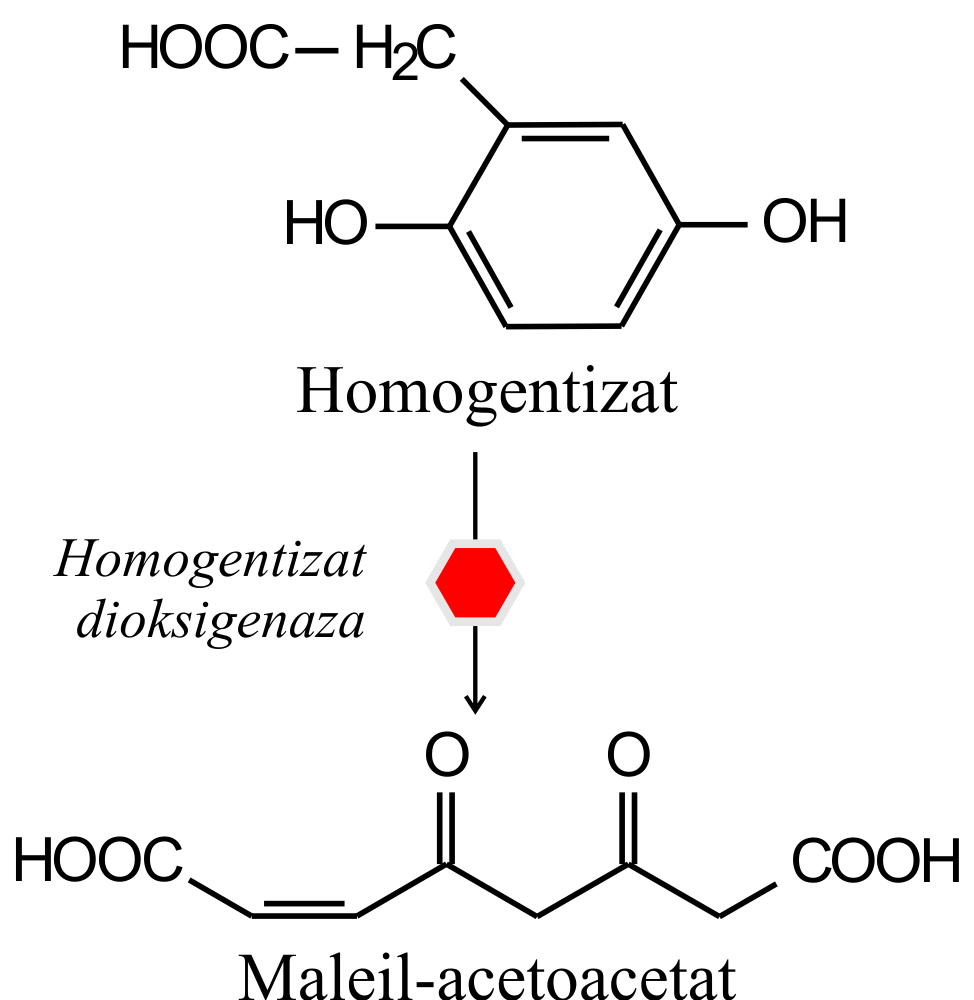 HOOC — H2C
HO
OH
Homogentizat
Homogentizat
dioksigenaza
O
O
HOOC
COOH
Maleil-acetoacetat